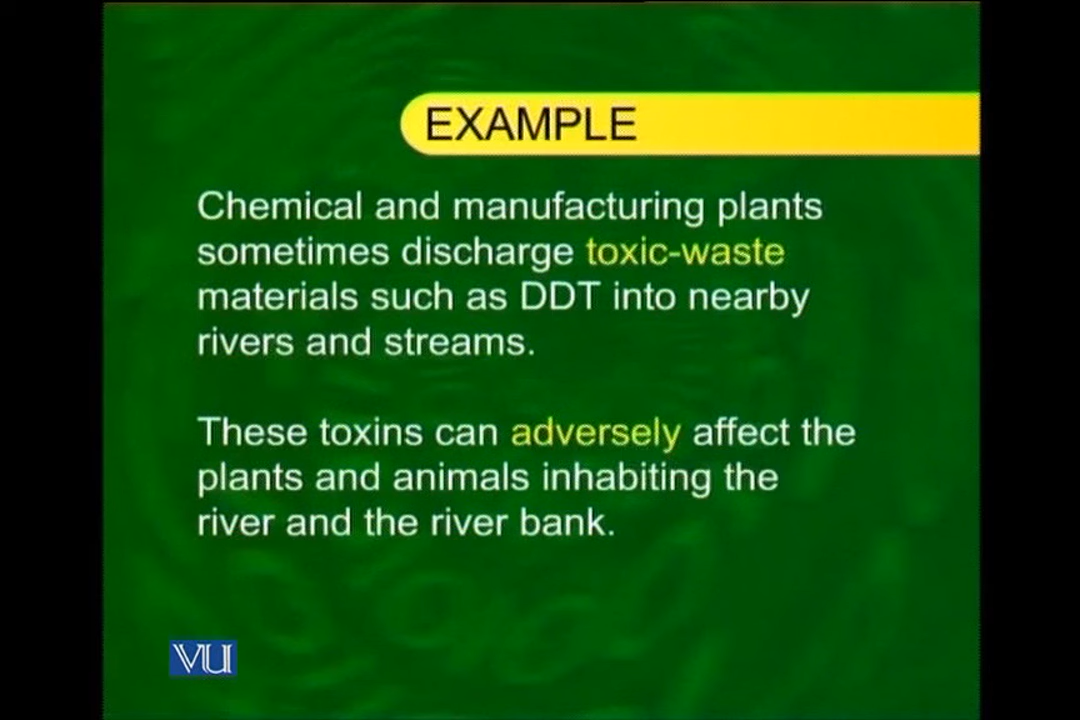 EXAMPLE
Chemical and manufacturing plants
sometimes discharge toxic-waste
materials such as DDT into nearby
rivers and streams.
These toxins can adversely affect the
plants and animals inhabiting the
river and the river bank.
VU